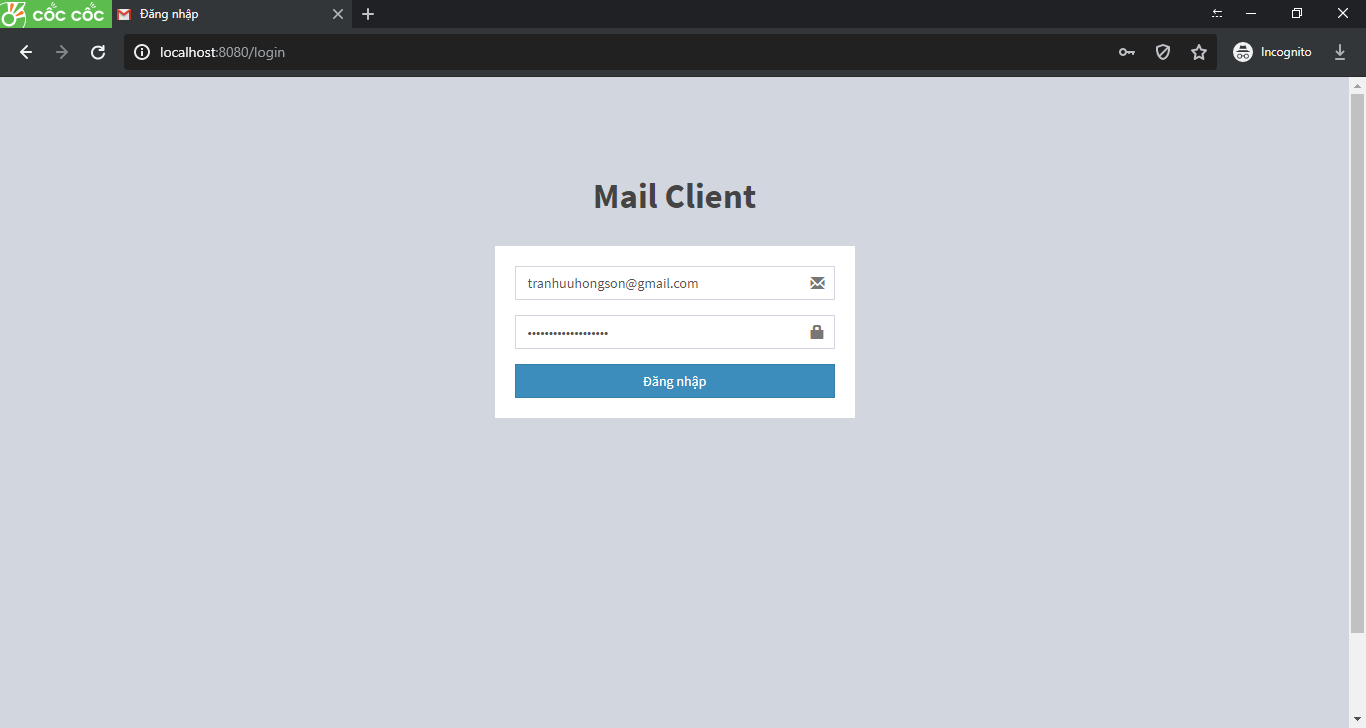 CỐC CỐC
Đăng nhập
localhost:8080/login
Incognito
Mail Client
tranhuuhongson@gmail.com
•••••••••••••••••••
Đăng nhập